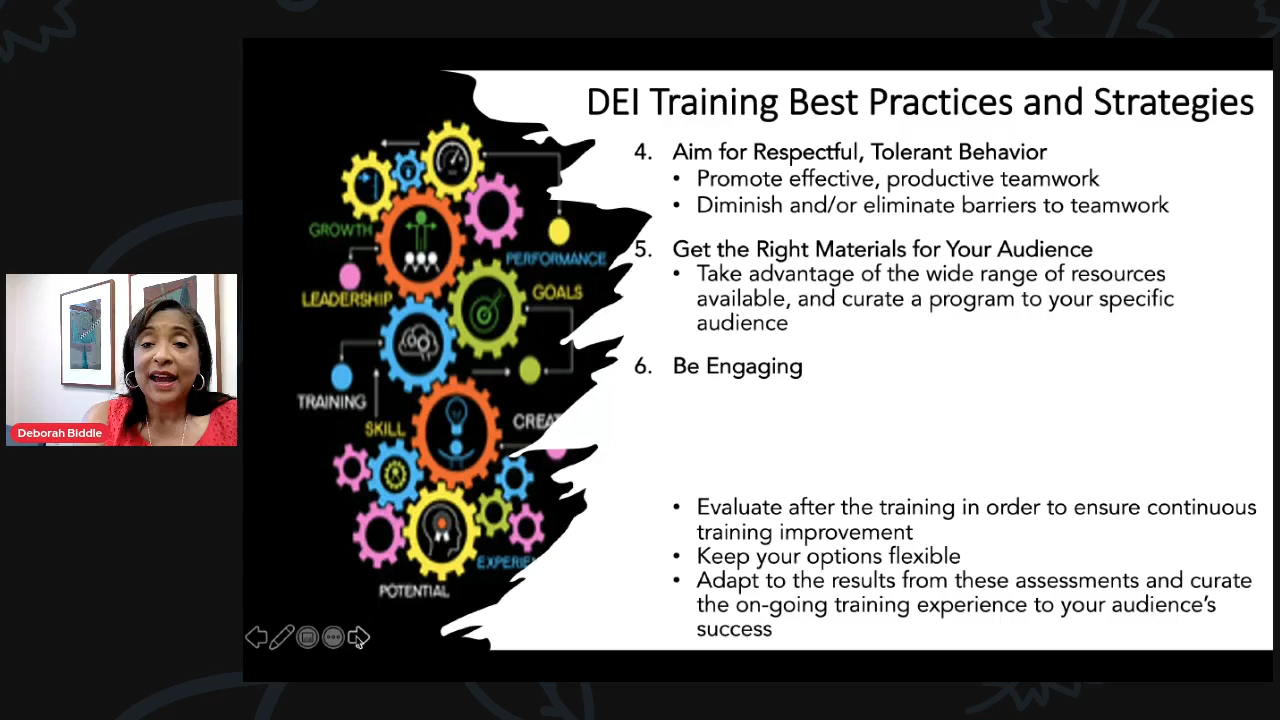 DEI Training Best Practices and Strategies
4. Aim for Respectful, Tolerant Behavior
• Promote effective, productive teamwork
• Diminish and/or eliminate barriers to teamwork
5. Get the Right Materials for Your Audience
• Take advantage of the wide range of resources
available, and curate a program to your specific
audience
6. Be Engaging
• Evaluate after the training in order to ensure continuous
training improvement
• Keep your options flexible
• Adapt to the results from these assessments and curate
the on-going training experience to your audience's
success
GROWTH
PERFORMANCE
LEADERSHIP
GOALS
TRAINING
SKILL
POTENTIAL
Deborah Biddle